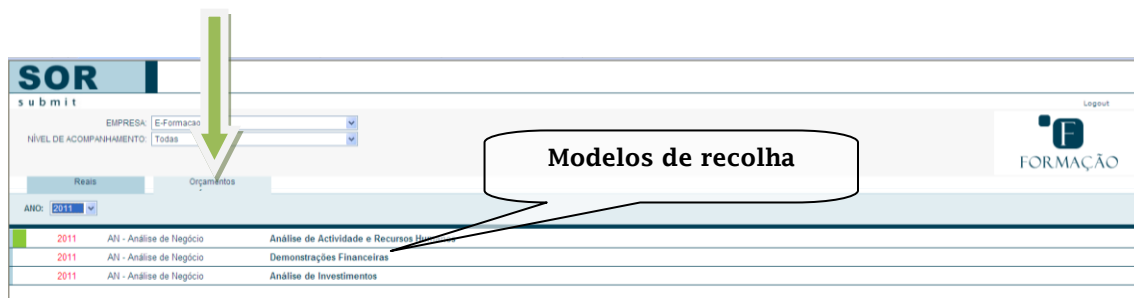 SOR
submit
Logout
EMPRESA: E-Formacao
NÍVEL DE ACOMPANHAMENTO: Todas
F
FORMAÇÃO
Modelos de recolha
Reais Orçamentos
ANO: 2011
2011 AN - Análise de Negócio Análise de Actividade e Recursos Humanos
2011 AN - Análise de Negócio Demonstrações Financeiras
2011 AN - Análise de Negócio Análise de Investimentos